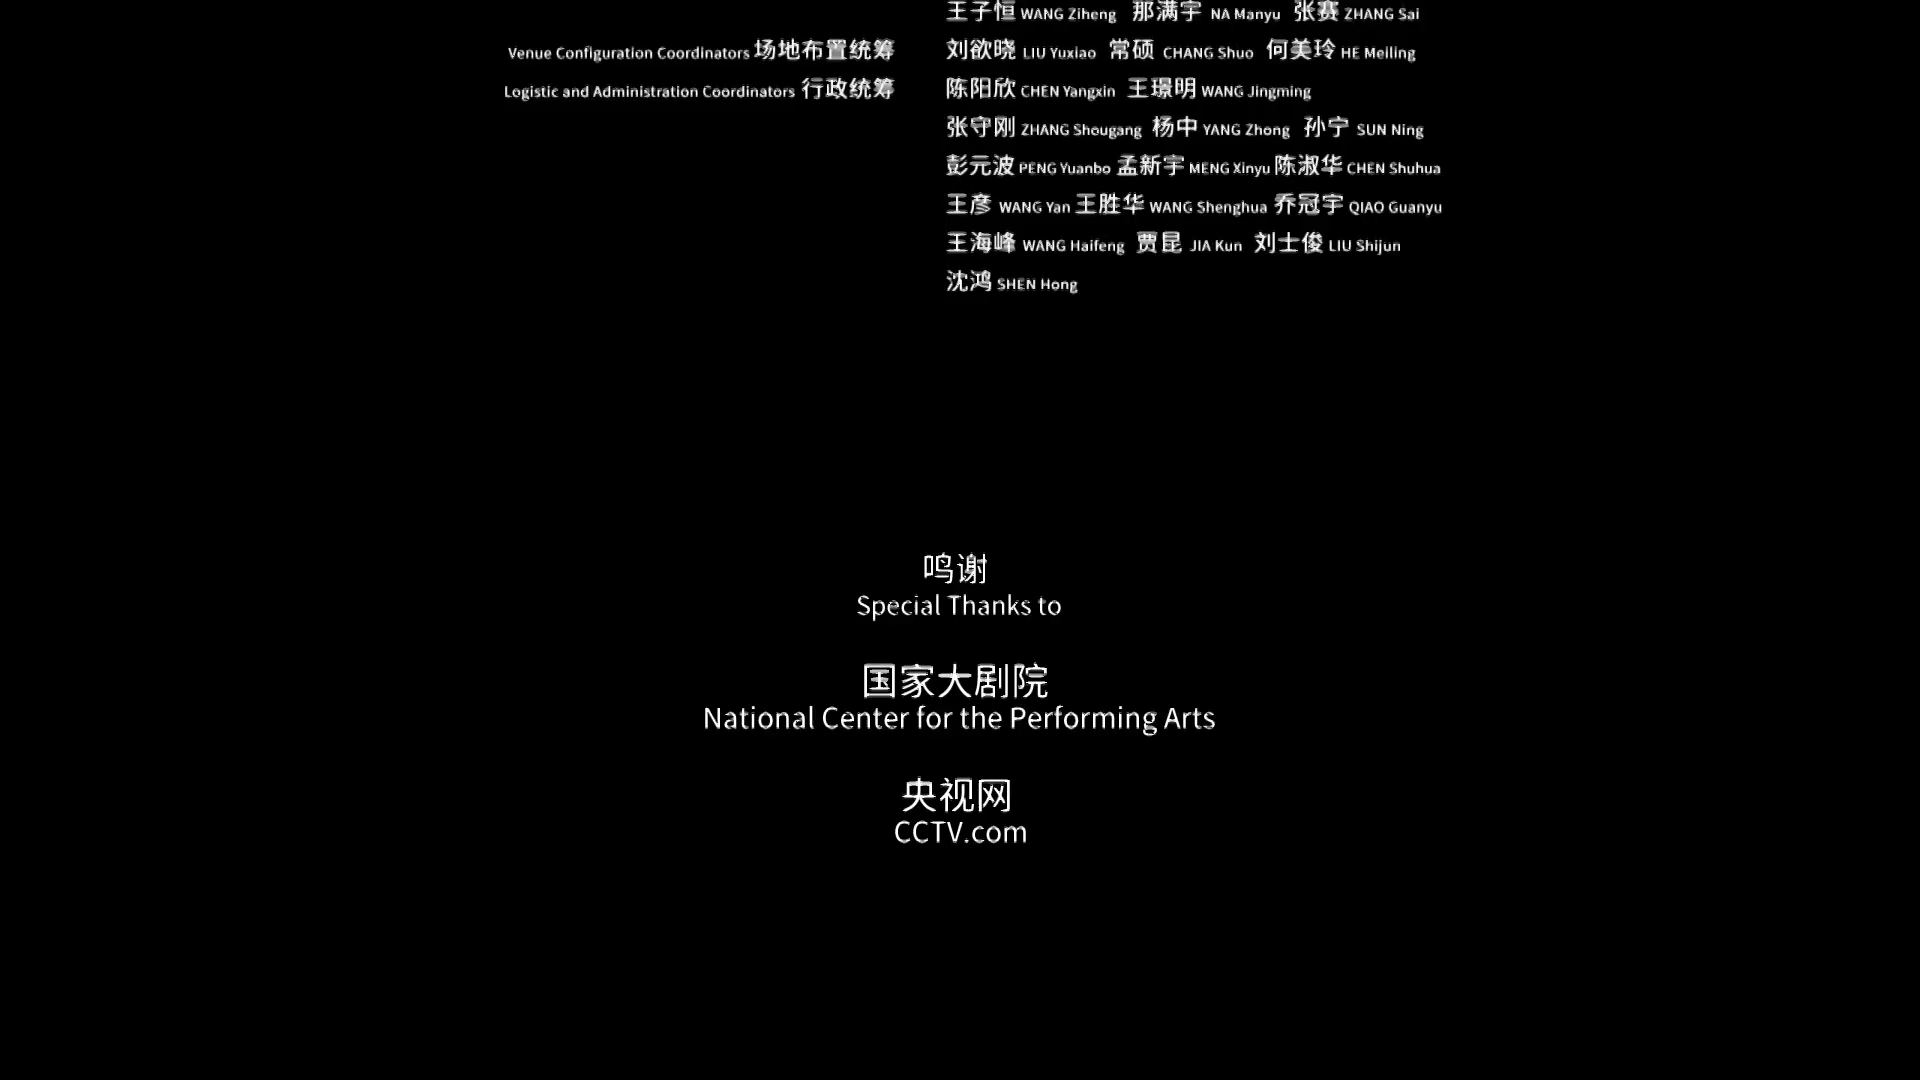 王子恒 WANG Ziheng 那满宇 NA Manyu 张赛 ZHANG Sai
Venue Configuration Coordinators 场地布置统筹 刘欲晓 LIU Yuxiao 常硕 CHANG Shuo 何美玲 HE Meiling
Logistic and Administration Coordinators 行政统筹 陈阳欣 CHEN Yangxin 王璟明 WANG Jingming
张守刚 ZHANG Shougang 杨中 YANG Zhong 孙宁 SUN Ning
彭元波 PENG Yuanbo 孟新宇 MENG Xinyu 陈淑华 CHEN Shuhua
王彦 WANG Yan 王胜华 WANG Shenghua 乔冠宇 QIAO Guanyu
王海峰 WANG Haifeng 贾昆 JIA Kun 刘士俊 LIU Shijun
沈鸿 SHEN Hong
鸣谢
Special Thanks to
国家大剧院
National Center for the Performing Arts
央视网
CCTV.com